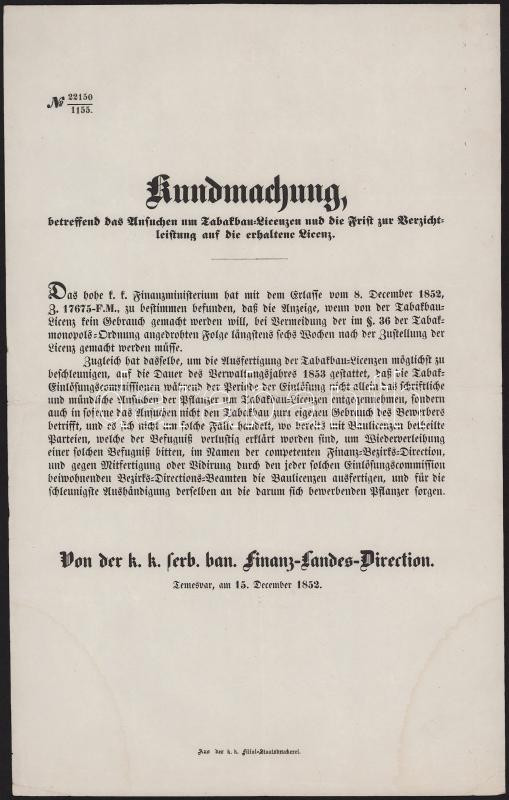 № 22150
1155.
Kundmachung,
betreffend das Ansuchen um Tabakbau-Licenzen und die Frist zur Verzicht-
leistung auf die erhaltene Licenz.
Das hohe k. k. Finanzministerium hat mit dem Erlasse vom 8. December 1852,
Z. 17675-F.M., zu bestimmen befunden, daß die Anzeige, wenn von der Tabakbau-
Licenz kein Gebrauch gemacht werden will, bei Vermeidung der im §. 36 der Tabak-
monopols-Ordnung angedrohten Folge längstens sechs Wochen nach der Zustellung der
Licenz gemacht werden müsse.
Zugleich hat dasselbe, um die Ausfertigung der Tabakbau-Licenzen möglichst zu
beschleunigen, auf die Dauer des Verwaltungsjahres 1853 gestattet, daß die Tabak-
Einlösungscommissionen während der Periode der Einlösung nicht allein das schriftliche
und mündliche Ansuchen der Pflanzer um Tabakbau-Licenzen entgegennehmen, sondern
auch in soferne das Ansuchen nicht den Tabakbau zum eigenen Gebrauch des Bewerbers
betrifft, und es sich nicht um solche Fälle handelt, wo bereits mit Baulicenzen betheilte
Parteien, welche der Befugniß verlustig erklärt worden sind, um Wiederverleihung
einer solchen Befugniß bitten, im Namen der competenten Finanz-Bezirks-Direction,
und gegen Mitfertigung oder Vidirung durch den jeder solchen Einlösungscommission
beiwohnenden Bezirks-Directions-Beamten die Baulicenzen ausfertigen, und für die
schleunigste Aushändigung derselben an die darum sich bewerbenden Pflanzer sorgen.
Von der k. k. serb. ban. Finanz-Landes-Direction.
Temesvar, am 15. December 1852.
Aus der k. k. Filial-Staatsdruckerei.